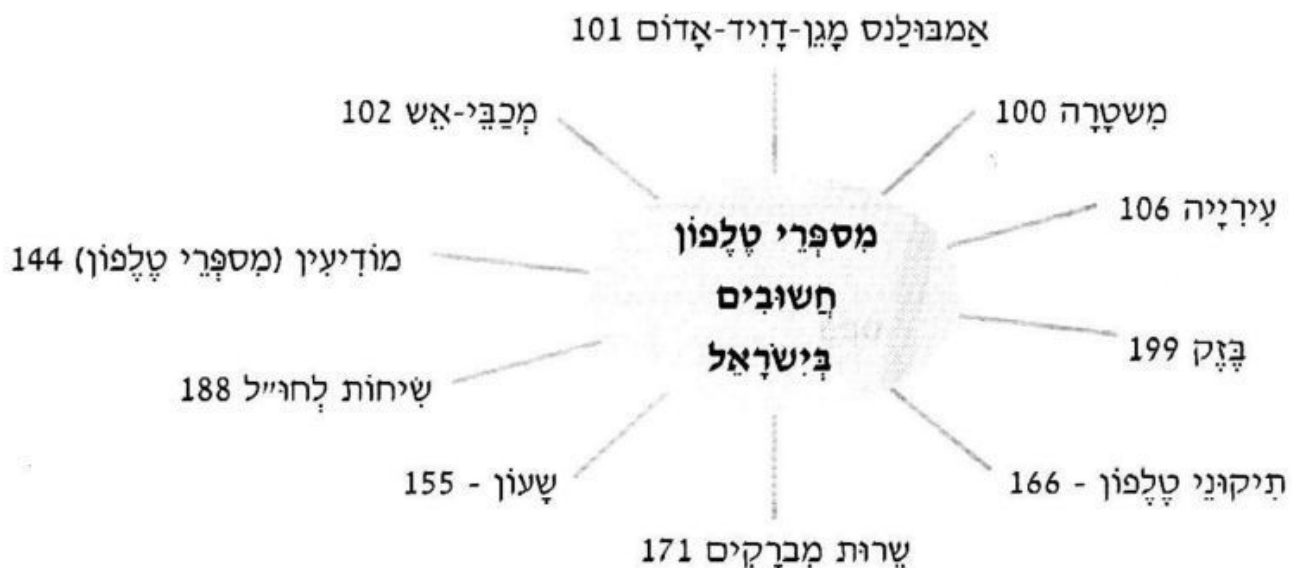 אַמבּוּלַנס מָגֵן-דָוִיד-אָדוֹם 101
מִשטָרָה 100
מְכַבֵּי-אֵש 102
עִירִיָיה 106
מִספְּרֵי טֶלֶפוֹן
חֲשוּבִים
בְּיִשׂרָאֵל
מוֹדִיעִין (מִספְּרֵי טֶלֶפוֹן) 144
בֶּזֶק 199
שִׂיחוֹת לְחוּ״ל 188
תִיקוּנֵי טֶלֶפוֹן - 166
שָעוֹן - 155
שֵרוּת מִברָקִים 171